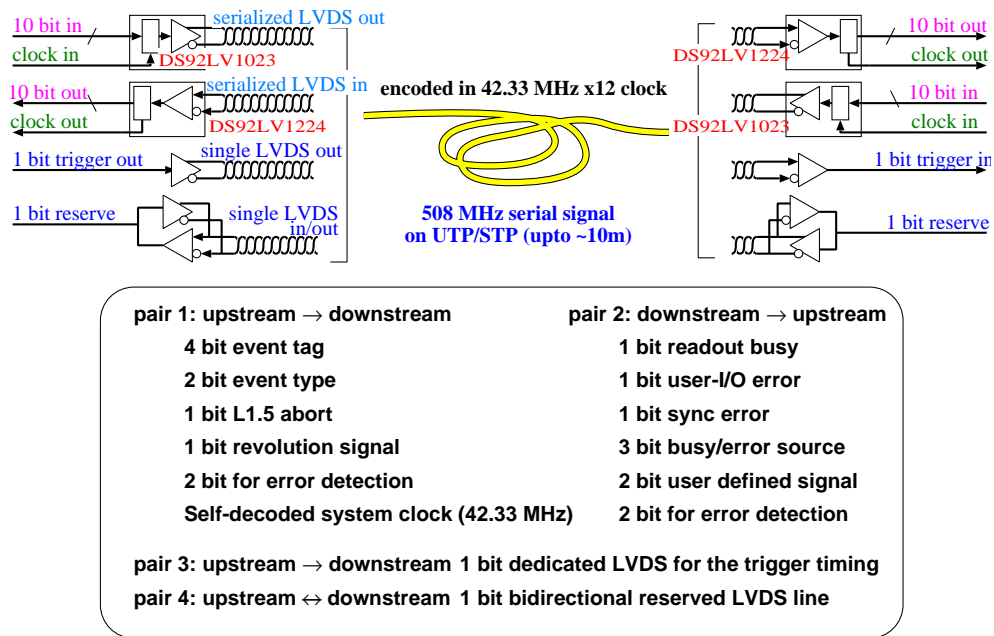 10 bit in
clock in
serialized LVDS out
DS92LV1023
10 bit out
clock out
serialized LVDS in
DS92LV1224
1 bit trigger out
single LVDS out
1 bit reserve
single LVDS
in/out
encoded in 42.33 MHz x12 clock
508 MHz serial signal
on UTP/STP (upto ~10m)
DS92LV1224
10 bit out
clock out
DS92LV1023
10 bit in
clock in
1 bit trigger in
1 bit reserve
pair 1: upstream → downstream
4 bit event tag
2 bit event type
1 bit L1.5 abort
1 bit revolution signal
2 bit for error detection
Self-decoded system clock (42.33 MHz)
pair 2: downstream → upstream
1 bit readout busy
1 bit user-I/O error
1 bit sync error
3 bit busy/error source
2 bit user defined signal
2 bit for error detection
pair 3: upstream → downstream 1 bit dedicated LVDS for the trigger timing
pair 4: upstream ↔ downstream 1 bit bidirectional reserved LVDS line